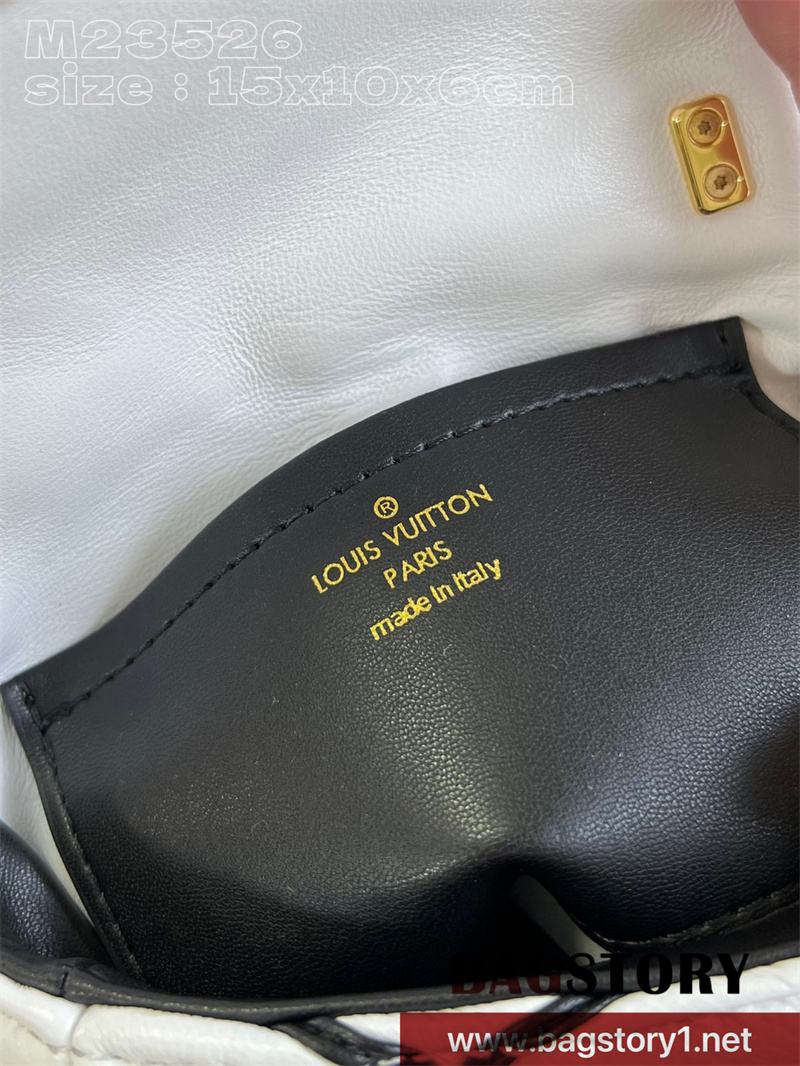 M23526
size：15x10x6cm
®
LOUIS VUITTON
PARIS
made in Italy
BAGSTORY
www.bagstory1.net